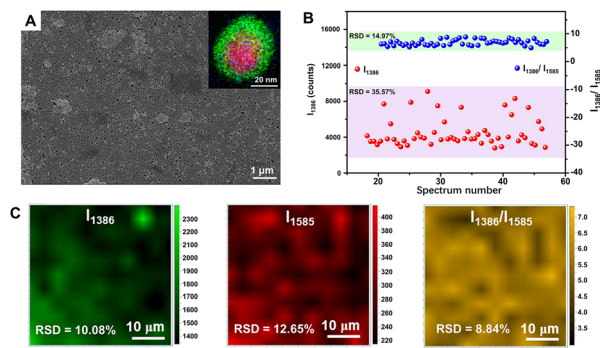 A
20 nm
1 μm
B
16000
12000
8000
4000
0
I1386 (counts)
RSD = 14.97%
I1386
I1386/ I1585
RSD = 35.57%
10
0
-10
-20
-30
-40
I1386/ I1585
20
30
40
50
60
Spectrum number
C
I1386
RSD = 10.08%
10 μm
2300
2200
2100
2000
1900
1800
1700
1600
1500
1400
I1585
RSD = 12.65%
10 μm
400
380
360
340
320
300
280
260
240
220
I1386/I1585
RSD = 8.84%
10 μm
7.0
6.5
6.0
5.5
5.0
4.5
4.0
3.5